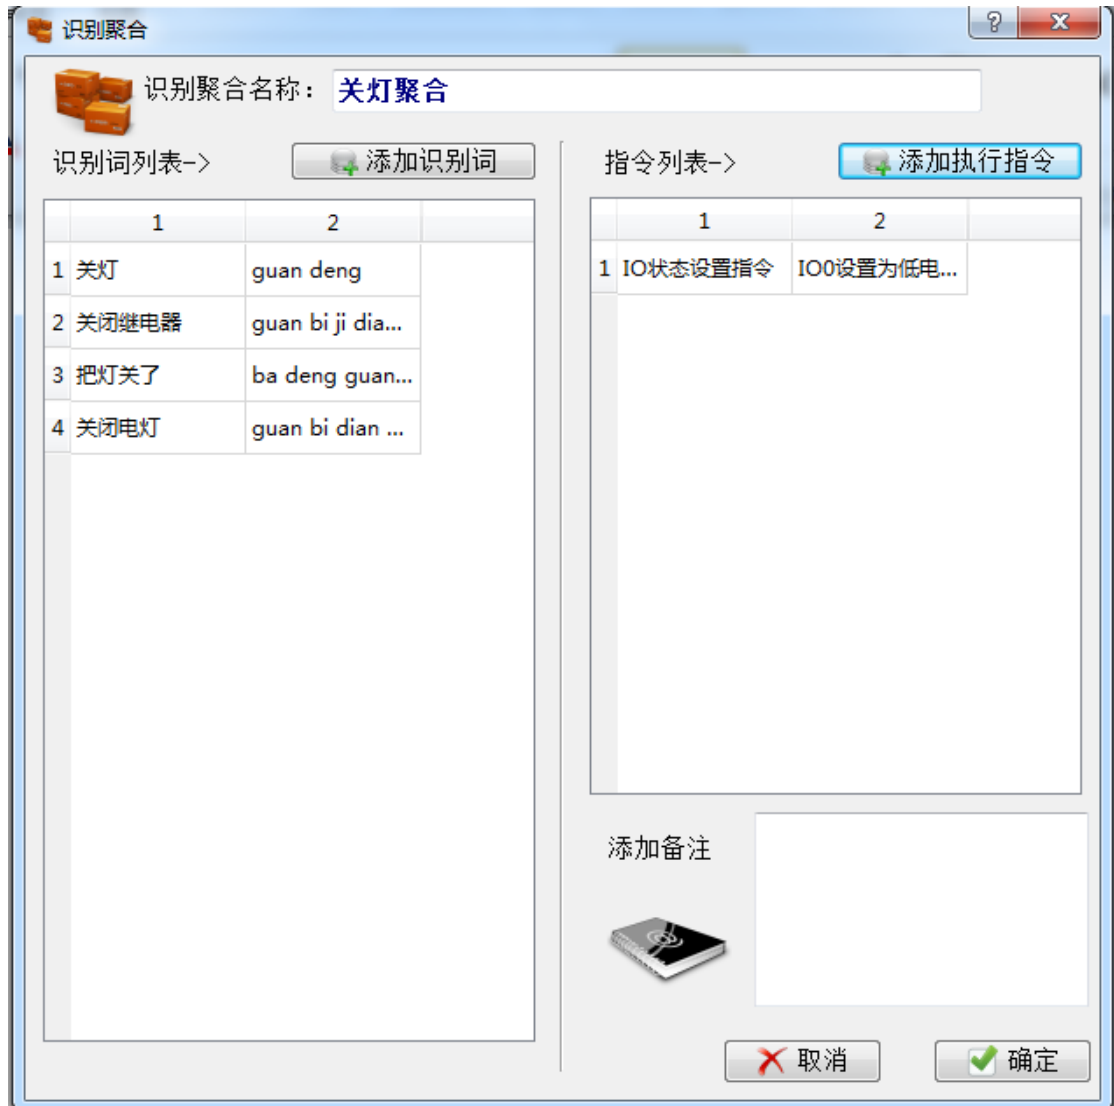 识别聚合
识别聚合名称： 关灯聚合
识别词列表-> 添加识别词
1 2
1 关灯 guan deng
2 关闭继电器 guan bi ji dia...
3 把灯关了 ba deng guan...
4 关闭电灯 guan bi dian ...
指令列表-> 添加执行指令
1 2
1 IO状态设置指令 IO0设置为低电...
添加备注
取消 确定